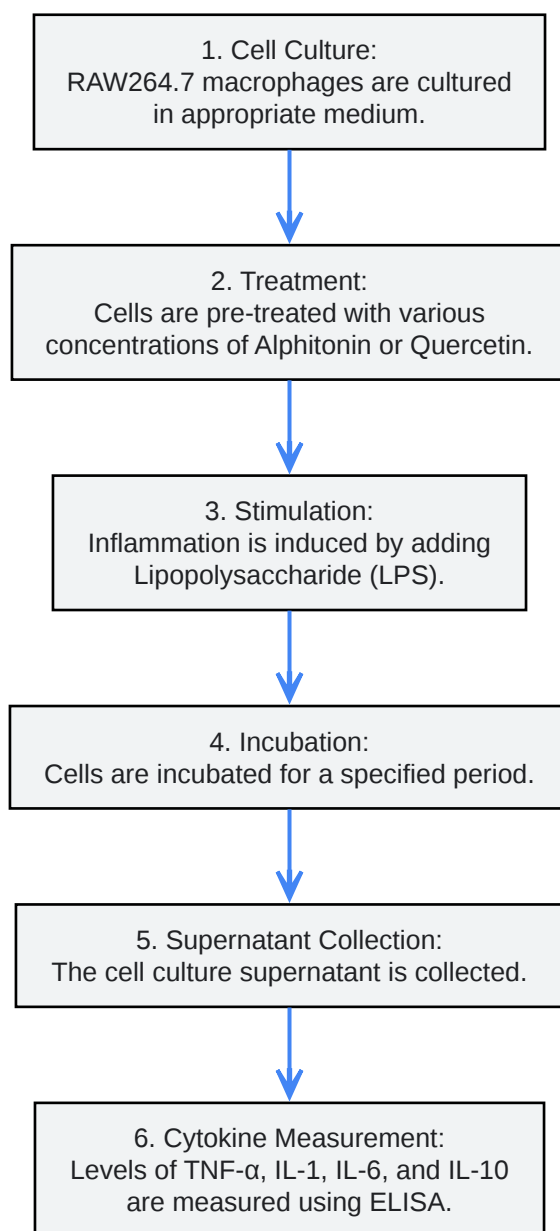 1. Cell Culture:
RAW264.7 macrophages are cultured
in appropriate medium.
2. Treatment:
Cells are pre-treated with various
concentrations of Alphitonin or Quercetin.
3. Stimulation:
Inflammation is induced by adding
Lipopolysaccharide (LPS).
4. Incubation:
Cells are incubated for a specified period.
5. Supernatant Collection:
The cell culture supernatant is collected.
6. Cytokine Measurement:
Levels of TNF-α, IL-1, IL-6, and IL-10
are measured using ELISA.